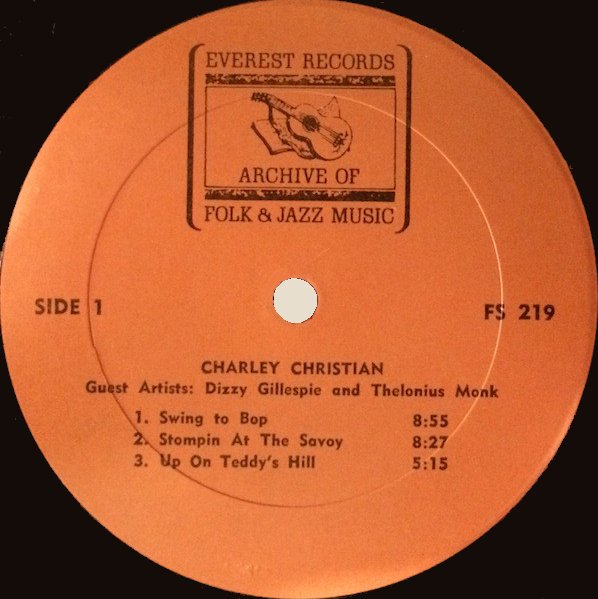 EVEREST RECORDS
ARCHIVE OF
FOLK & JAZZ MUSIC
SIDE 1
FS 219
CHARLEY CHRISTIAN
Guest Artists: Dizzy Gillespie and Thelonius Monk
1. Swing to Bop 8:55
2. Stompin At The Savoy 8:27
3. Up On Teddy's Hill 5:15